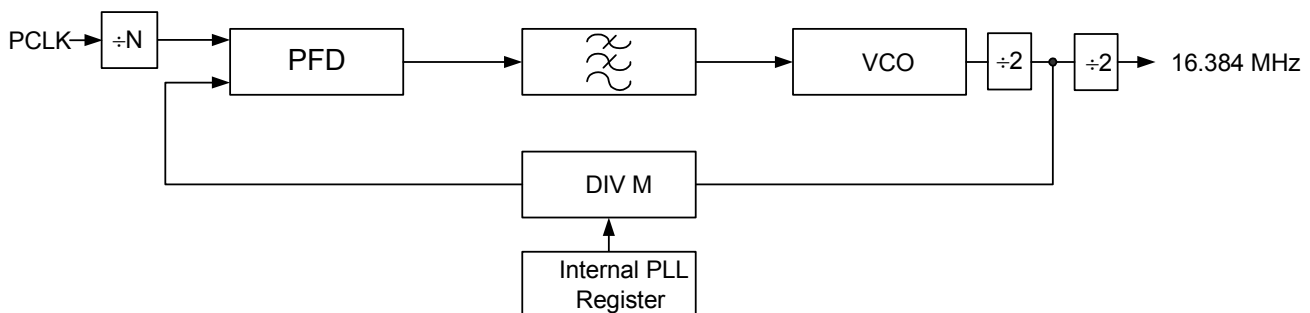 PCLK
÷N
PFD
VCO
÷2
÷2
16.384 MHz
DIV M
Internal PLL
Register